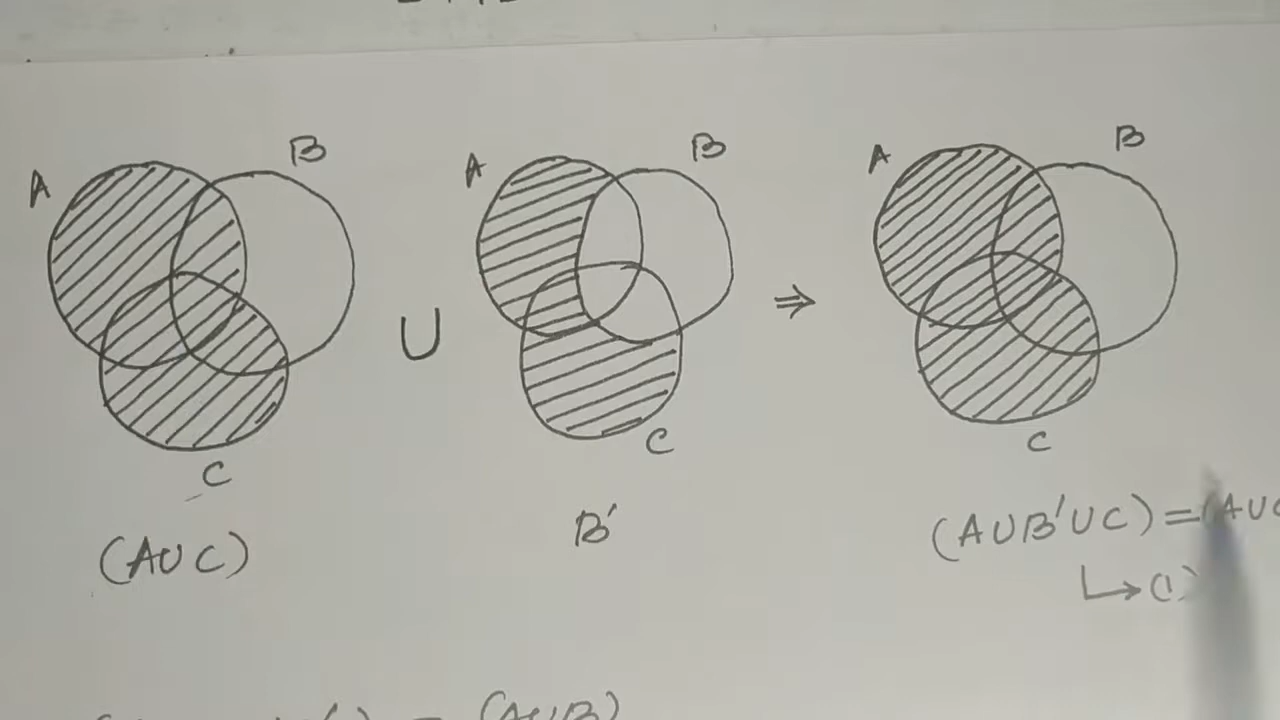 A B A B A B
∪ ⇒
C C C
(A∪C) B′ (A∪B′∪C)=(A∪C
↳(1)
= (A∪B)